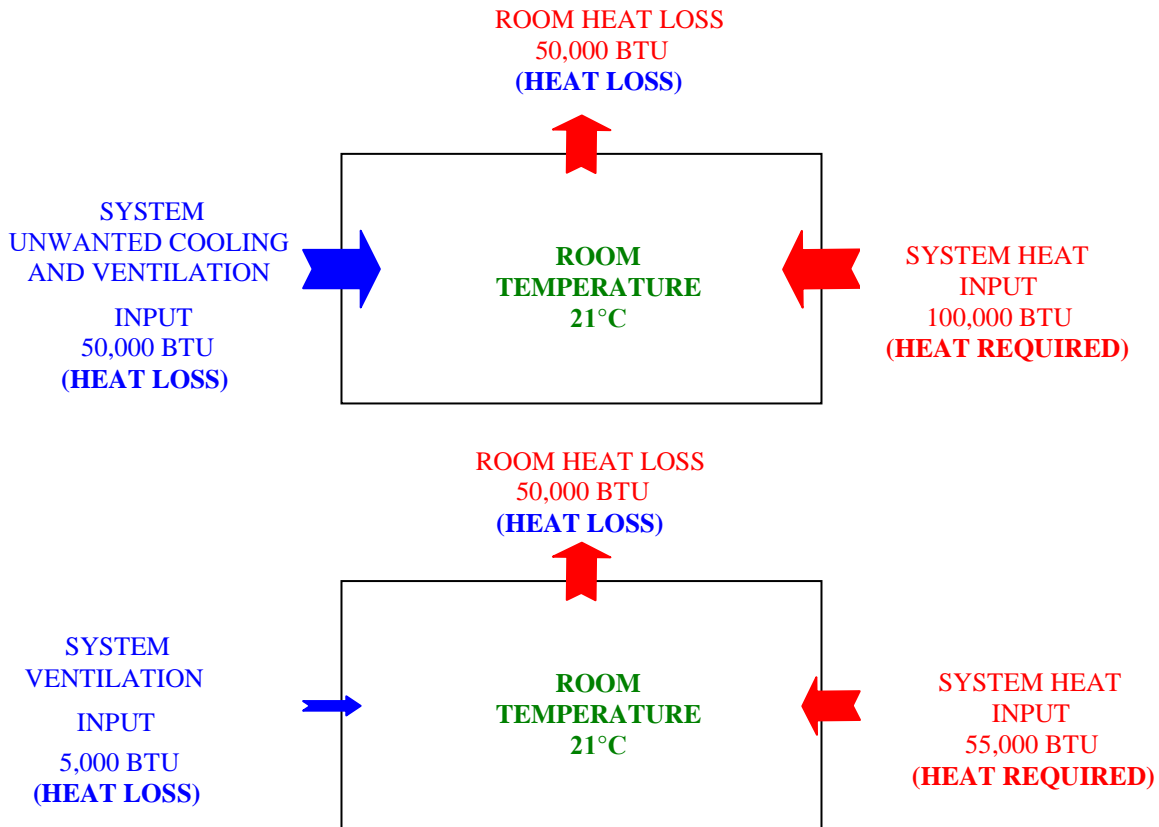 ROOM HEAT LOSS
50,000 BTU
(HEAT LOSS)
SYSTEM
UNWANTED COOLING
AND VENTILATION
INPUT
50,000 BTU
(HEAT LOSS)
ROOM
TEMPERATURE
21°C
SYSTEM HEAT
INPUT
100,000 BTU
(HEAT REQUIRED)
ROOM HEAT LOSS
50,000 BTU
(HEAT LOSS)
SYSTEM
VENTILATION
INPUT
5,000 BTU
(HEAT LOSS)
ROOM
TEMPERATURE
21°C
SYSTEM HEAT
INPUT
55,000 BTU
(HEAT REQUIRED)